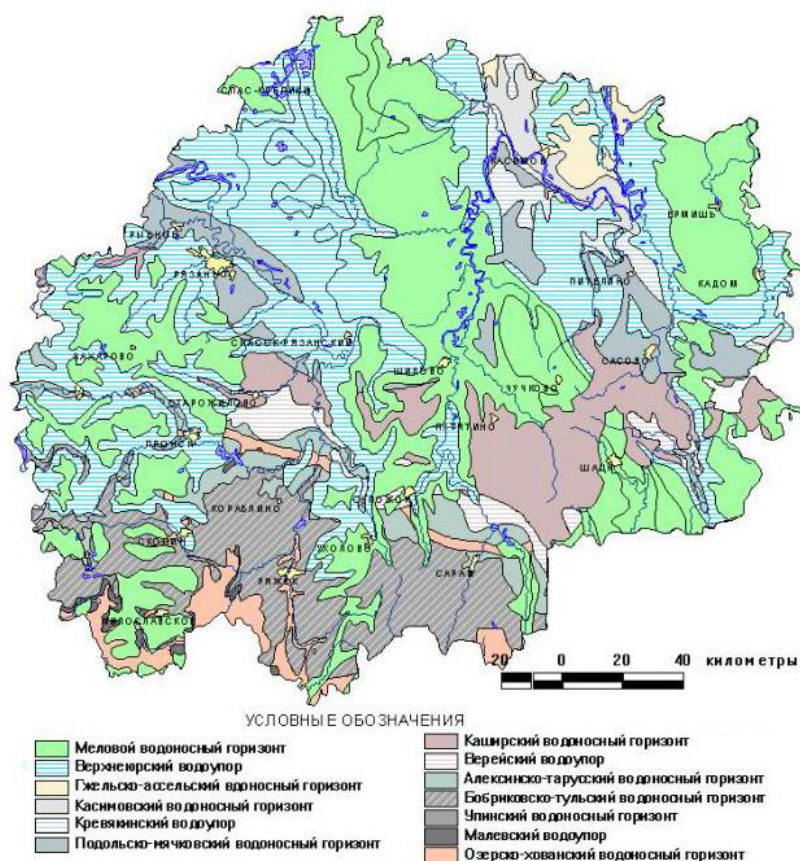 СПАС-КЛЕПИКИ
КАСИМОВ
ЕРМИШЬ
РЫБНОЕ
РЯЗАНЬ
ПИТЕЛИНО
КАДОМ
СПАССК-РЯЗАНСКИЙ
ЗАХАРОВО
ШИЛОВО
САСОВО
ЧУЧКОВО
СТАРОЖИЛОВО
ПУТЯТИНО
ПРОНСК
ШАЦК
САПОЖОК
КОРАБЛИНО
СКОПИН
УХОЛОВО
САРАИ
РЯЖСК
МИЛОСЛАВСКОЕ
20 0 20 40 километры
УСЛОВНЫЕ ОБОЗНАЧЕНИЯ
Меловой водоносный горизонт
Верхнеюрский водоупор
Гжельско-ассельский вдоносный горизонт
Касимовский водоносный горизонт
Кревякинский водоупор
Подольско-мячковский водоносный горизонт
Каширский водоносный горизонт
Верейский водоупор
Алексинско-тарусский водоносный горизонт
Бобриковско-тульский водоносный горизонт
Упинский водоносный горизонт
Малевский водоупор
Озерско-хованский водоносный горизонт